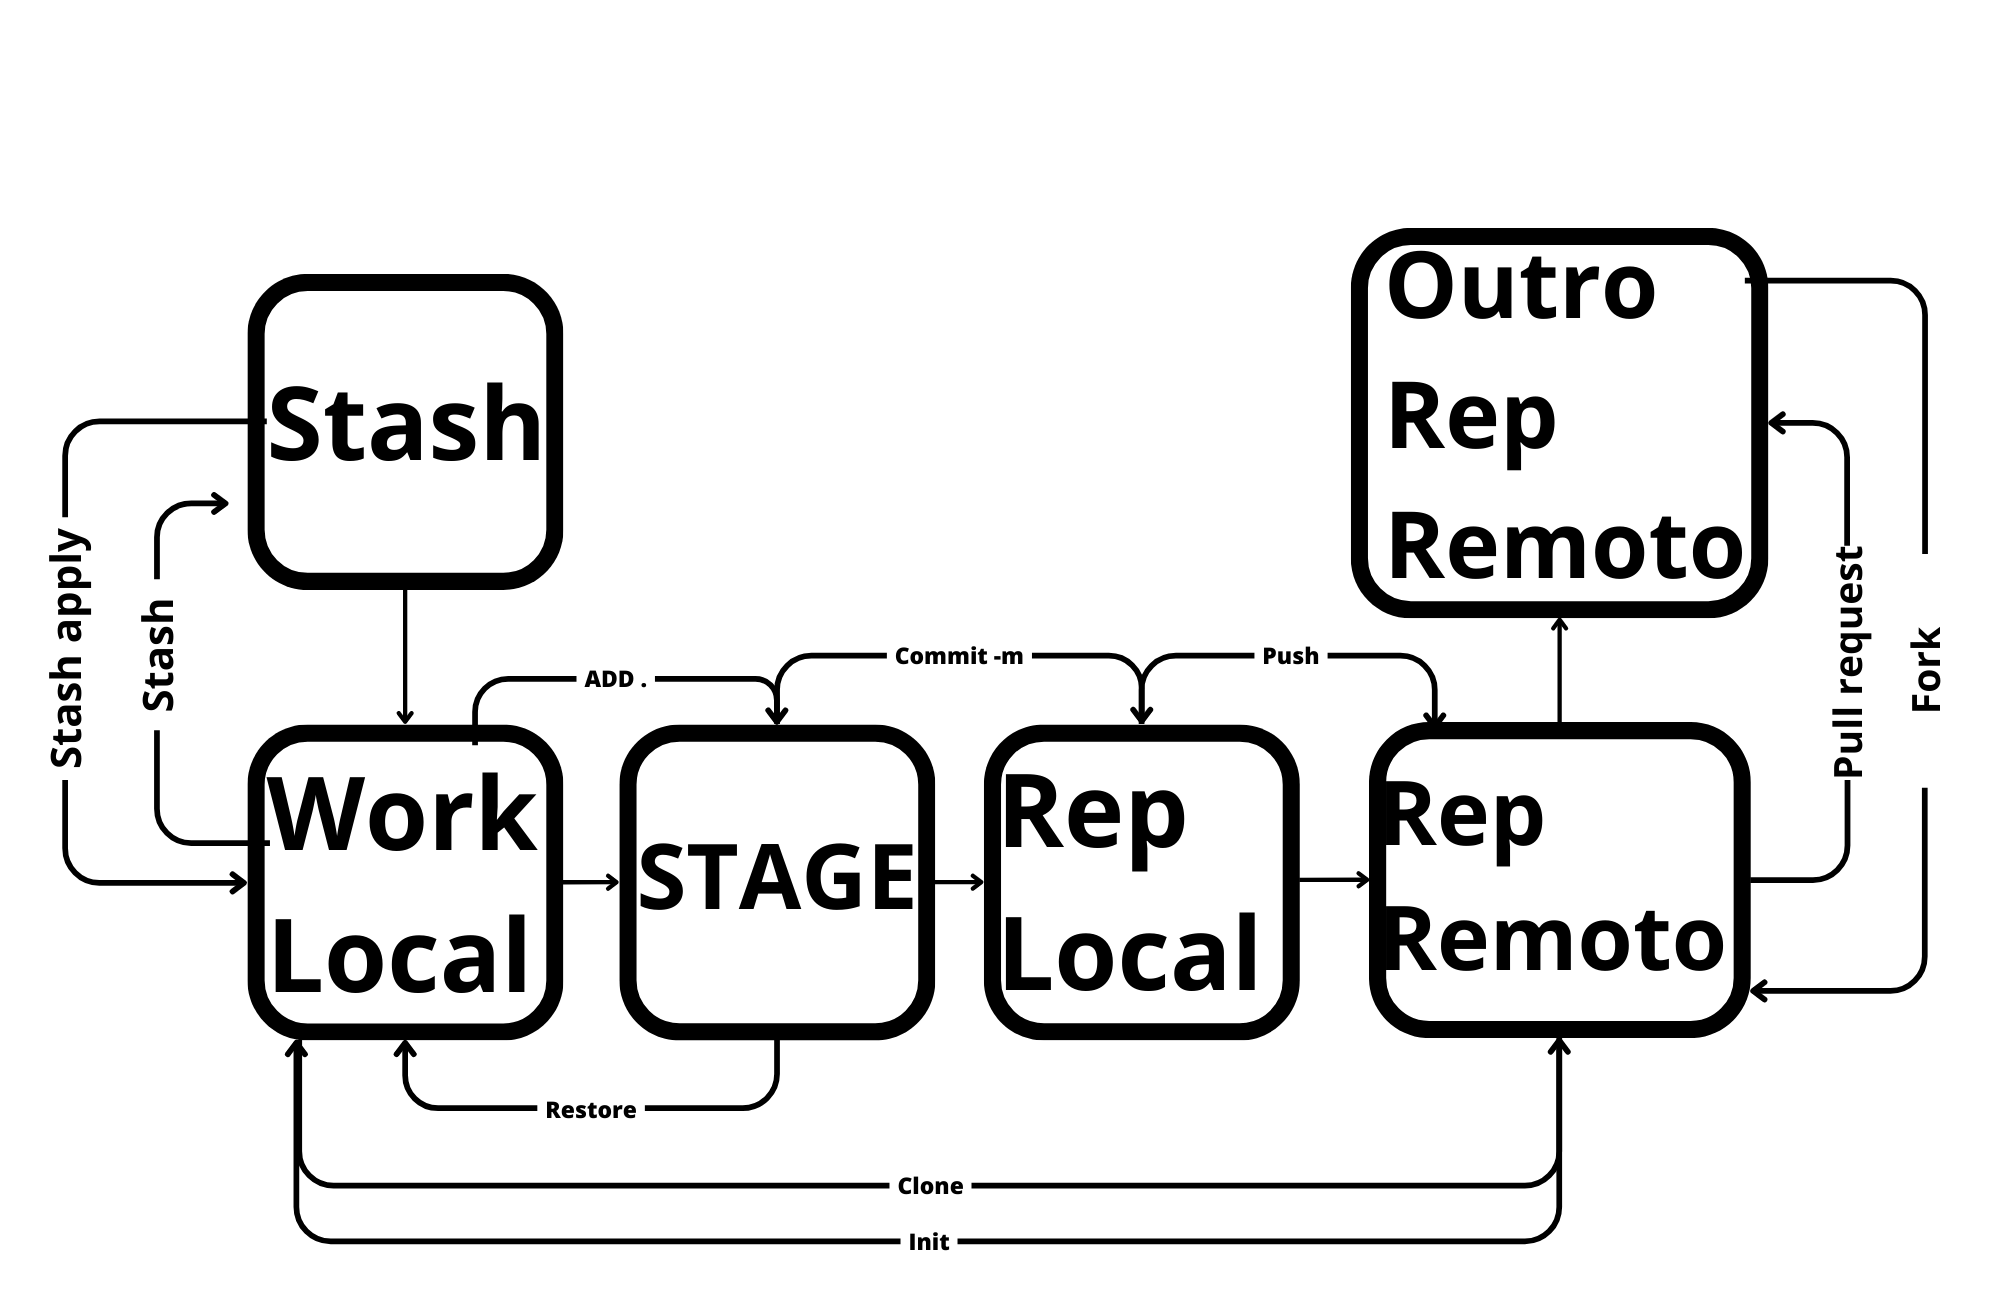 Outro
Rep
Remoto
Stash
Stash apply
Stash
Pull request
Fork
Commit -m
Push
ADD .
Work
Local
STAGE
Rep
Local
Rep
Remoto
Restore
Clone
Init